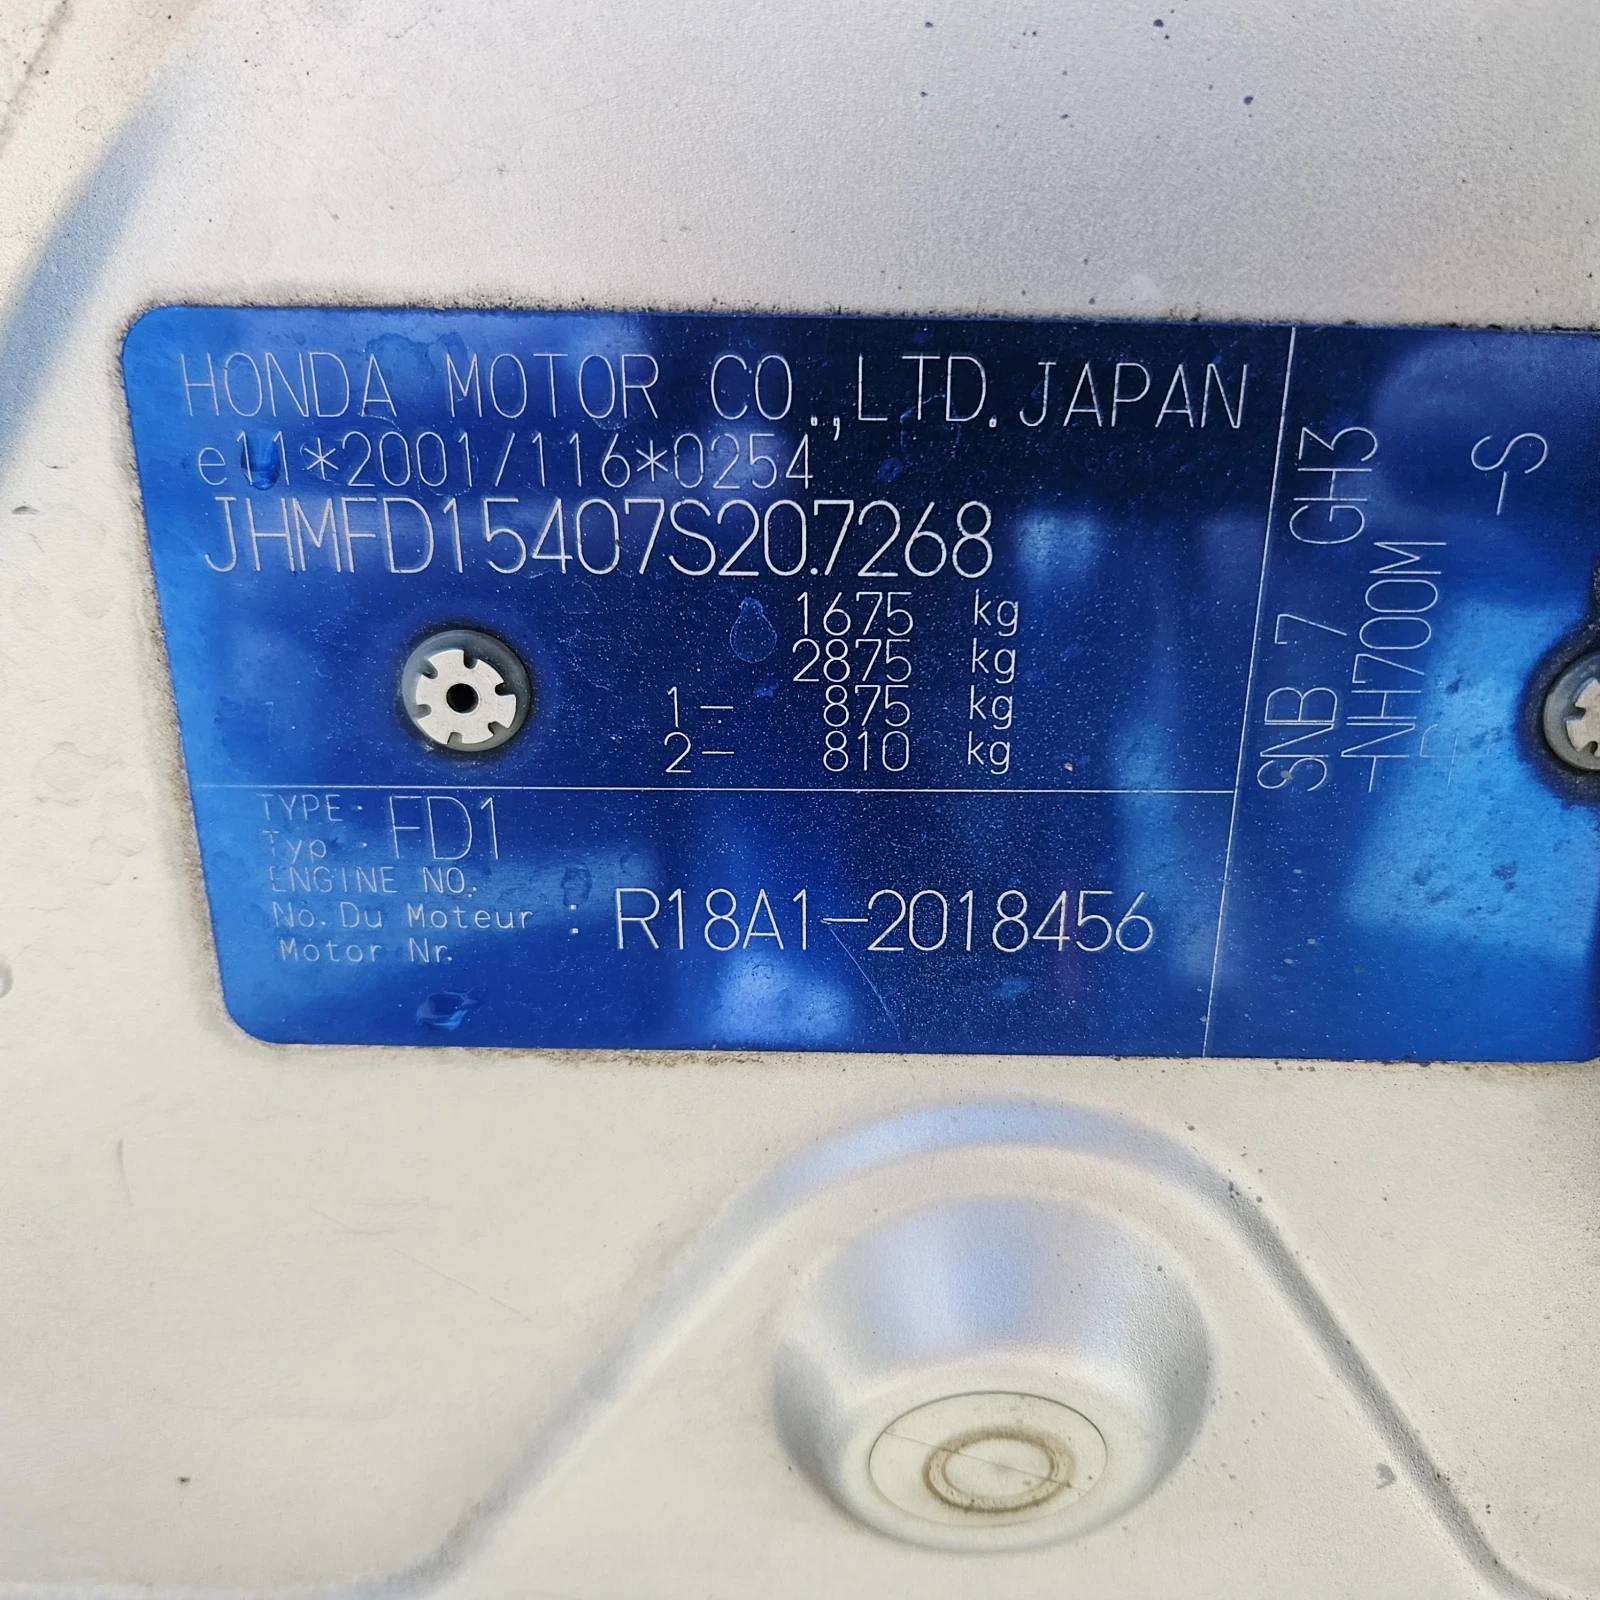 HONDA MOTOR CO.,LTD.JAPAN
e11*2001/116*0254
JHMFD15407S207268
1675 kg
2875 kg
1- 875 kg
2- 810 kg
TYPE
Typ : FD1
ENGINE NO.
No.Du Moteur : R18A1-2018456
Motor Nr.
SNB 7 GH3
-NH700M
-S